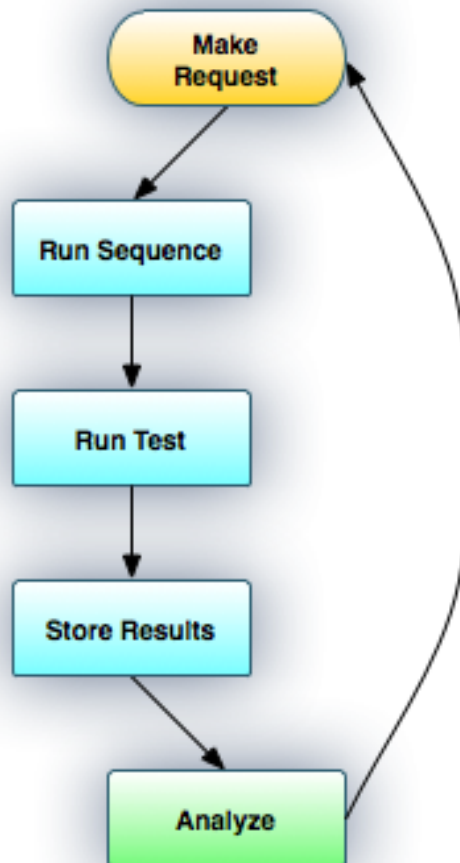 Make
Request
Run Sequence
Run Test
Store Results
Analyze